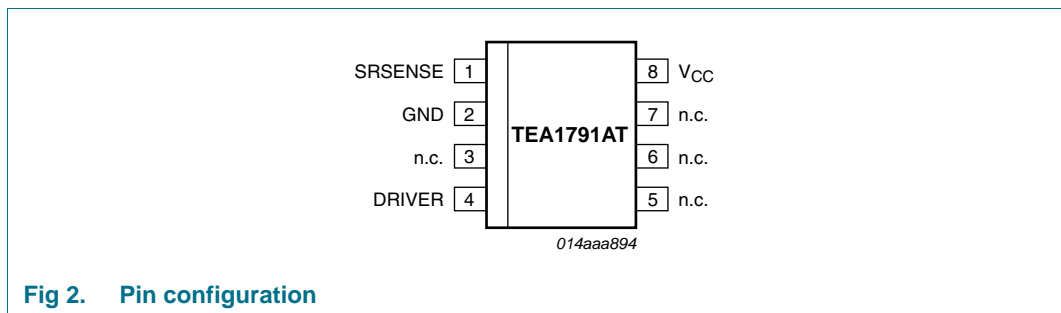 SRSENSE 1 8 VCC
GND 2 7 n.c.
TEA1791AT
n.c. 3 6 n.c.
DRIVER 4 5 n.c.
014aaa894
Fig 2. Pin configuration